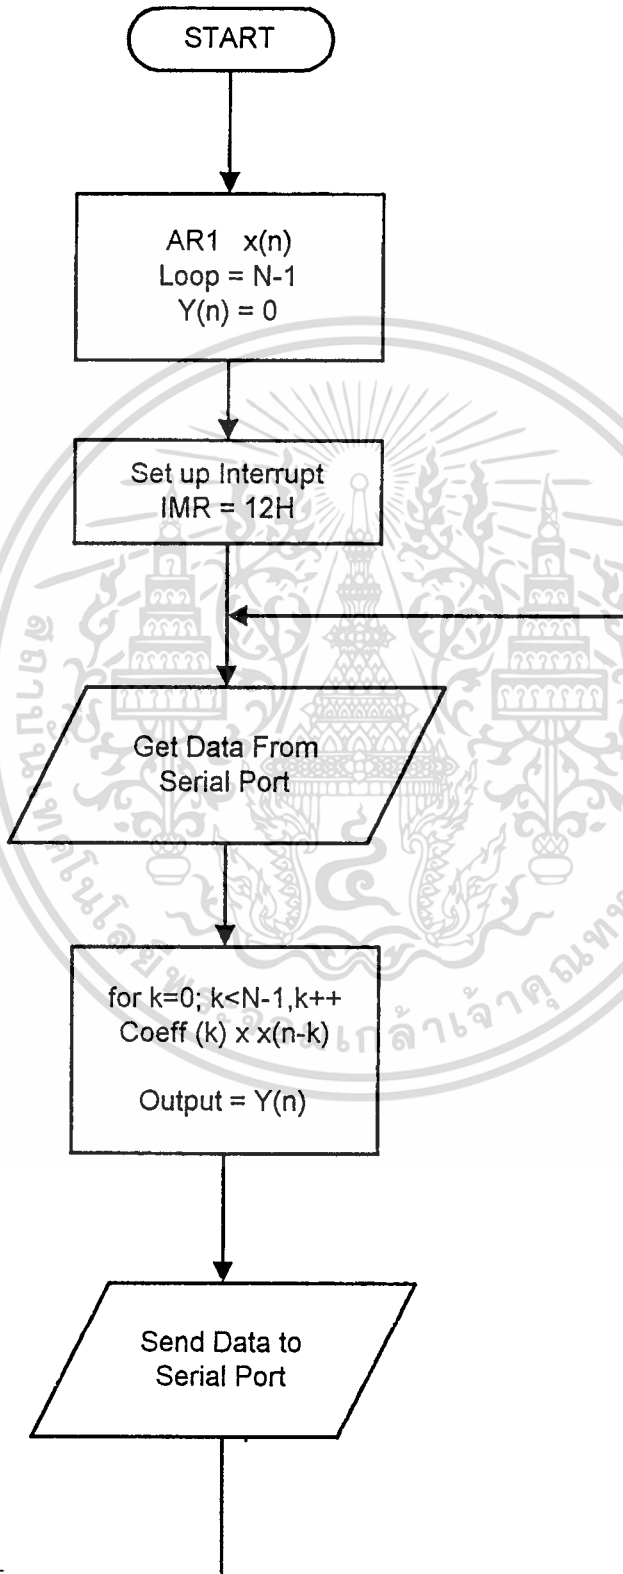 START
AR1 x(n)
Loop = N-1
Y(n) = 0
Set up Interrupt
IMR = 12H
Get Data From
Serial Port
for k=0; k<N-1,k++
Coeff (k) x x(n-k)
Output = Y(n)
Send Data to
Serial Port